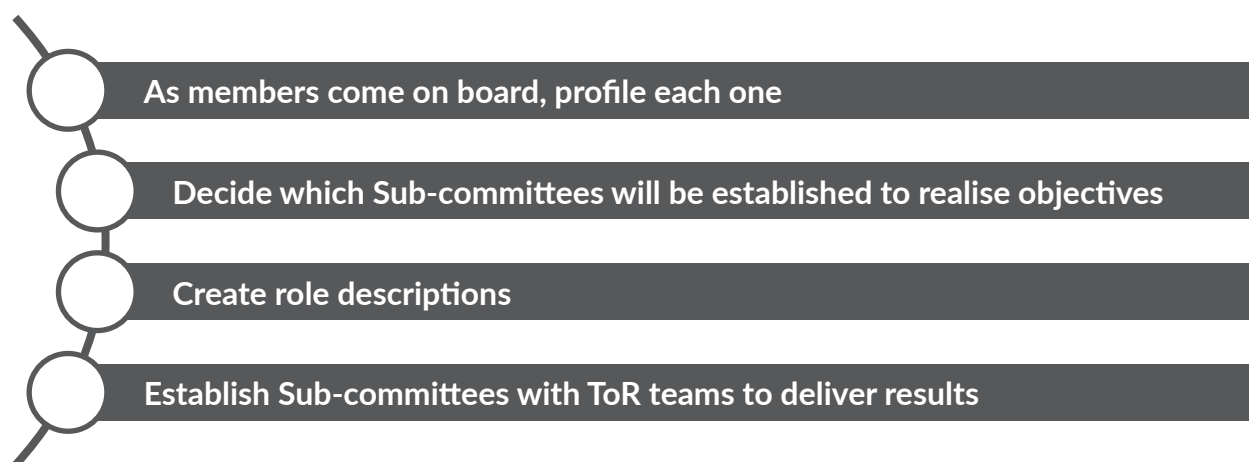 As members come on board, profile each one
Decide which Sub-committees will be established to realise objectives
Create role descriptions
Establish Sub-committees with ToR teams to deliver results